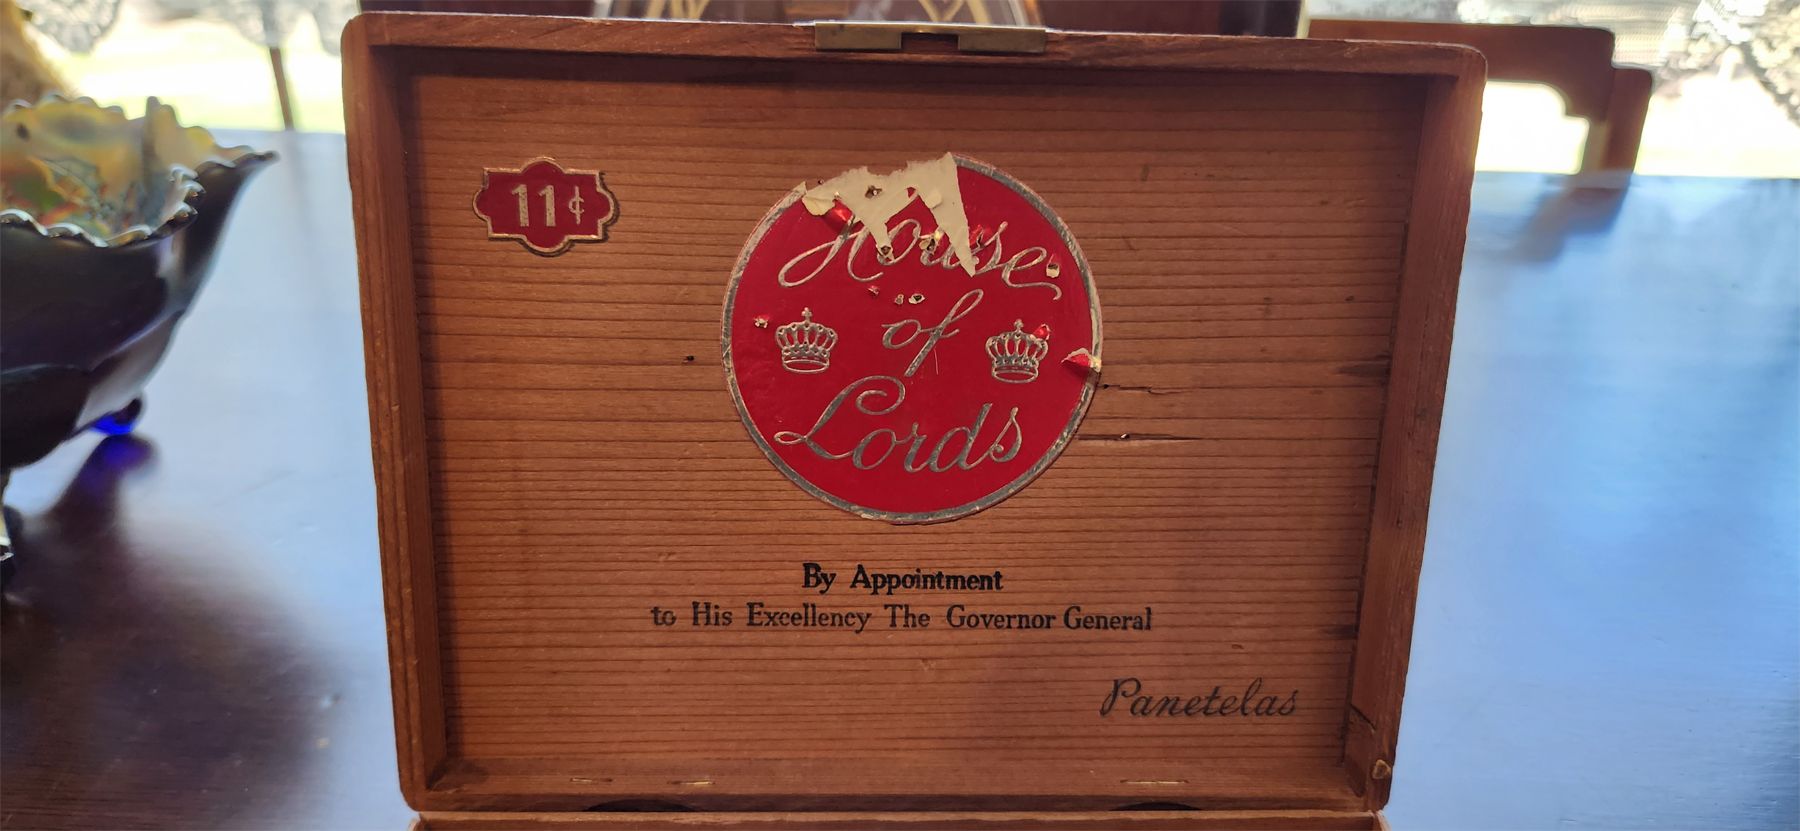 11¢
House
of
Lords
By Appointment
to His Excellency The Governor General
Panetelas